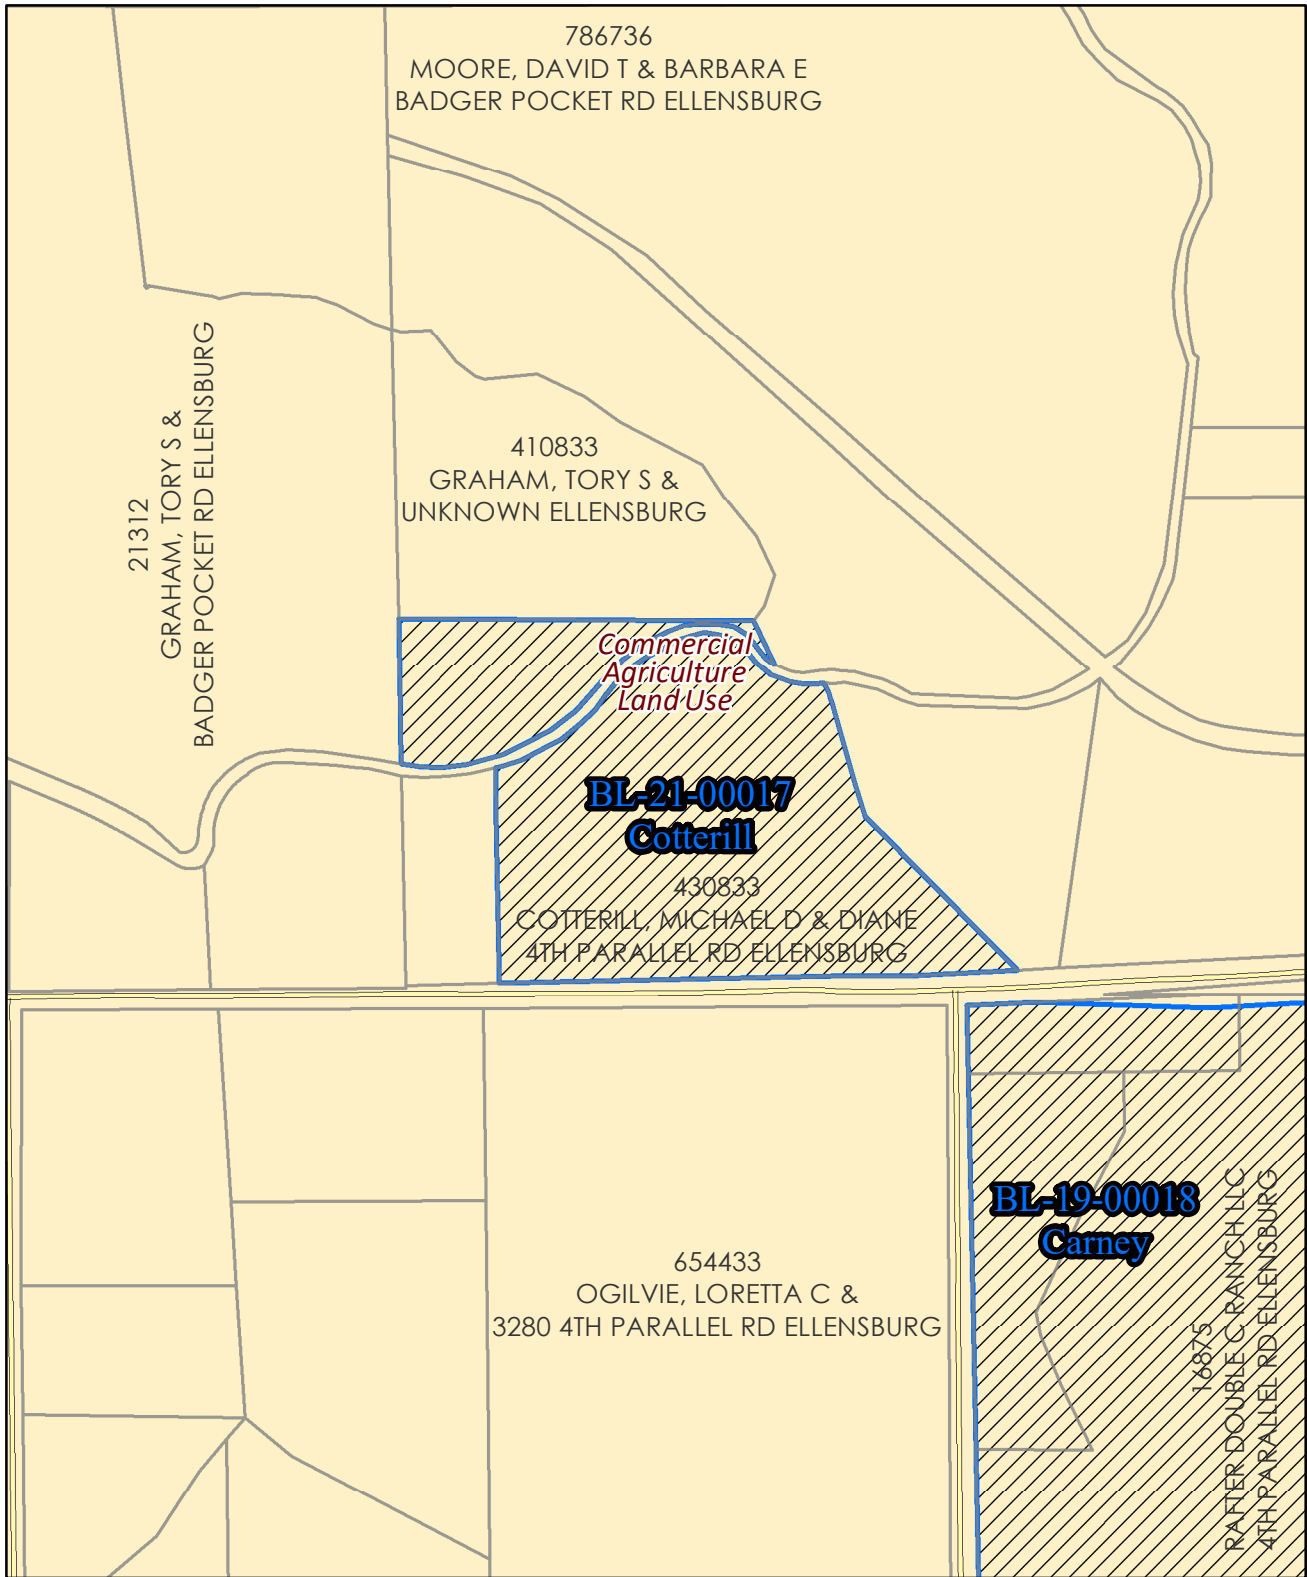 786736
MOORE, DAVID T & BARBARA E
BADGER POCKET RD ELLENSBURG
21312
GRAHAM, TORY S &
BADGER POCKET RD ELLENSBURG
410833
GRAHAM, TORY S &
UNKNOWN ELLENSBURG
Commercial
Agriculture
Land Use
BL-21-00017
Cotterill
430833
COTTERILL, MICHAEL D & DIANE
4TH PARALLEL RD ELLENSBURG
BL-19-00018
Carney
654433
OGILVIE, LORETTA C &
3280 4TH PARALLEL RD ELLENSBURG
16875
RAFTER DOUBLE C RANCH LLC
4TH PARALLEL RD ELLENSBURG